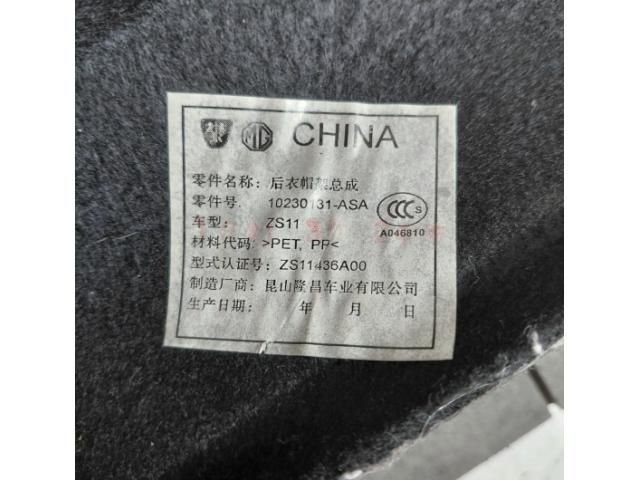 MG CHINA
零件名称: 后衣帽架总成
零件号. 10230131-ASA
车型: ZS11
CCC S
A046810
材料代码: >PET, PP<
型式认证号: ZS11436A00
制造厂商: 昆山隆昌车业有限公司
生产日期: 年 月 日